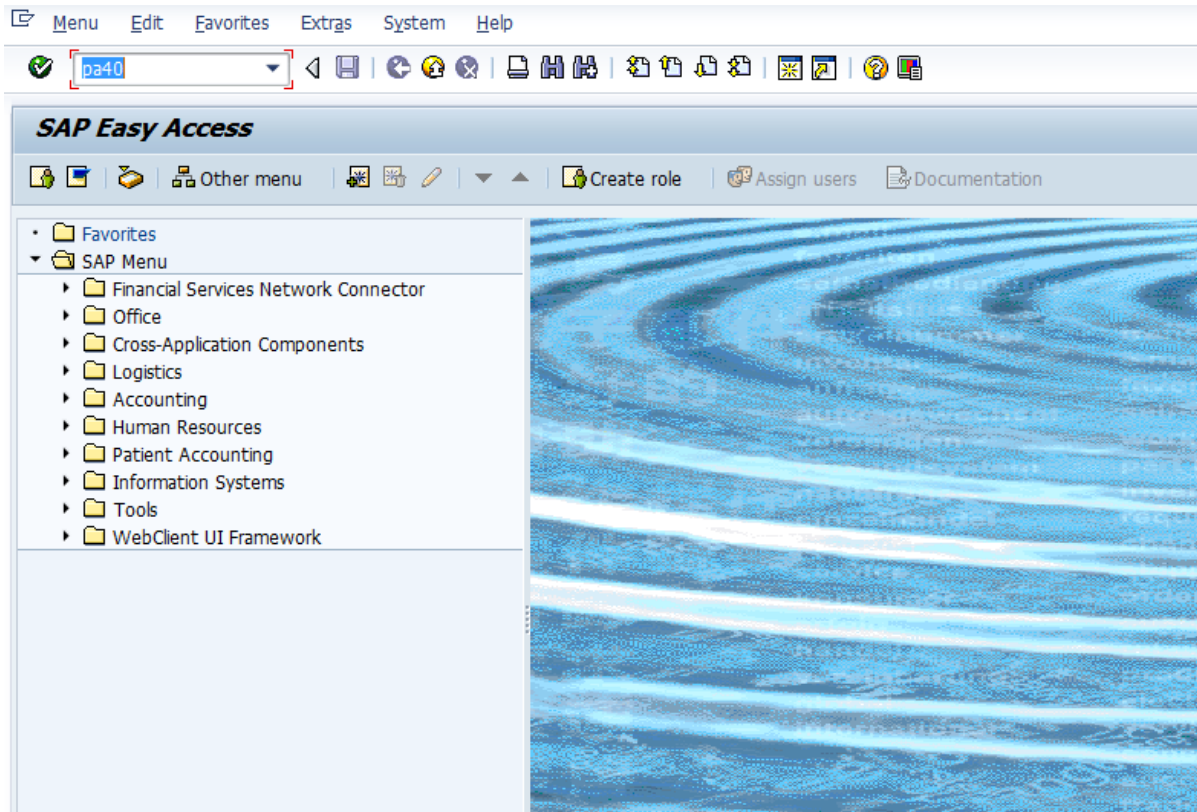 Menu Edit Favorites Extras System Help
pa40
SAP Easy Access
Other menu Create role Assign users Documentation
Favorites
SAP Menu
Financial Services Network Connector
Office
Cross-Application Components
Logistics
Accounting
Human Resources
Patient Accounting
Information Systems
Tools
WebClient UI Framework